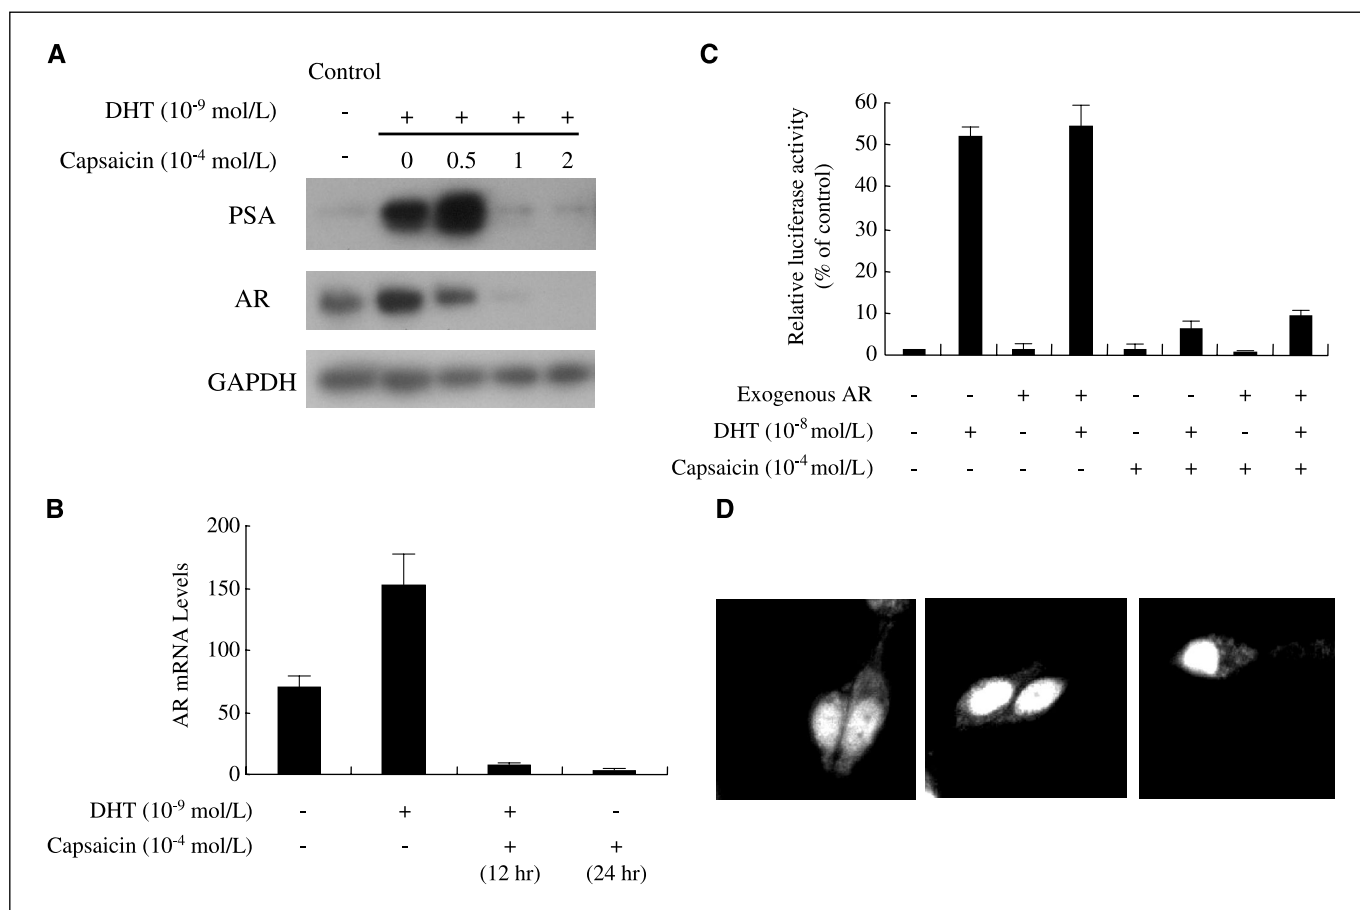 A
Control
DHT (10⁻⁹ mol/L) - + + + +
Capsaicin (10⁻⁴ mol/L) - 0 0.5 1 2
PSA
AR
GAPDH
B
200
150
100
50
0
AR mRNA Levels
DHT (10⁻⁹ mol/L) - + + -
Capsaicin (10⁻⁴ mol/L) - - + +
(12 hr) (24 hr)
C
60
50
40
30
20
10
0
Relative luciferase activity
(% of control)
Exogenous AR - - + + - - + +
DHT (10⁻⁸ mol/L) - + - + - + - +
Capsaicin (10⁻⁴ mol/L) - - - - + + + +
D